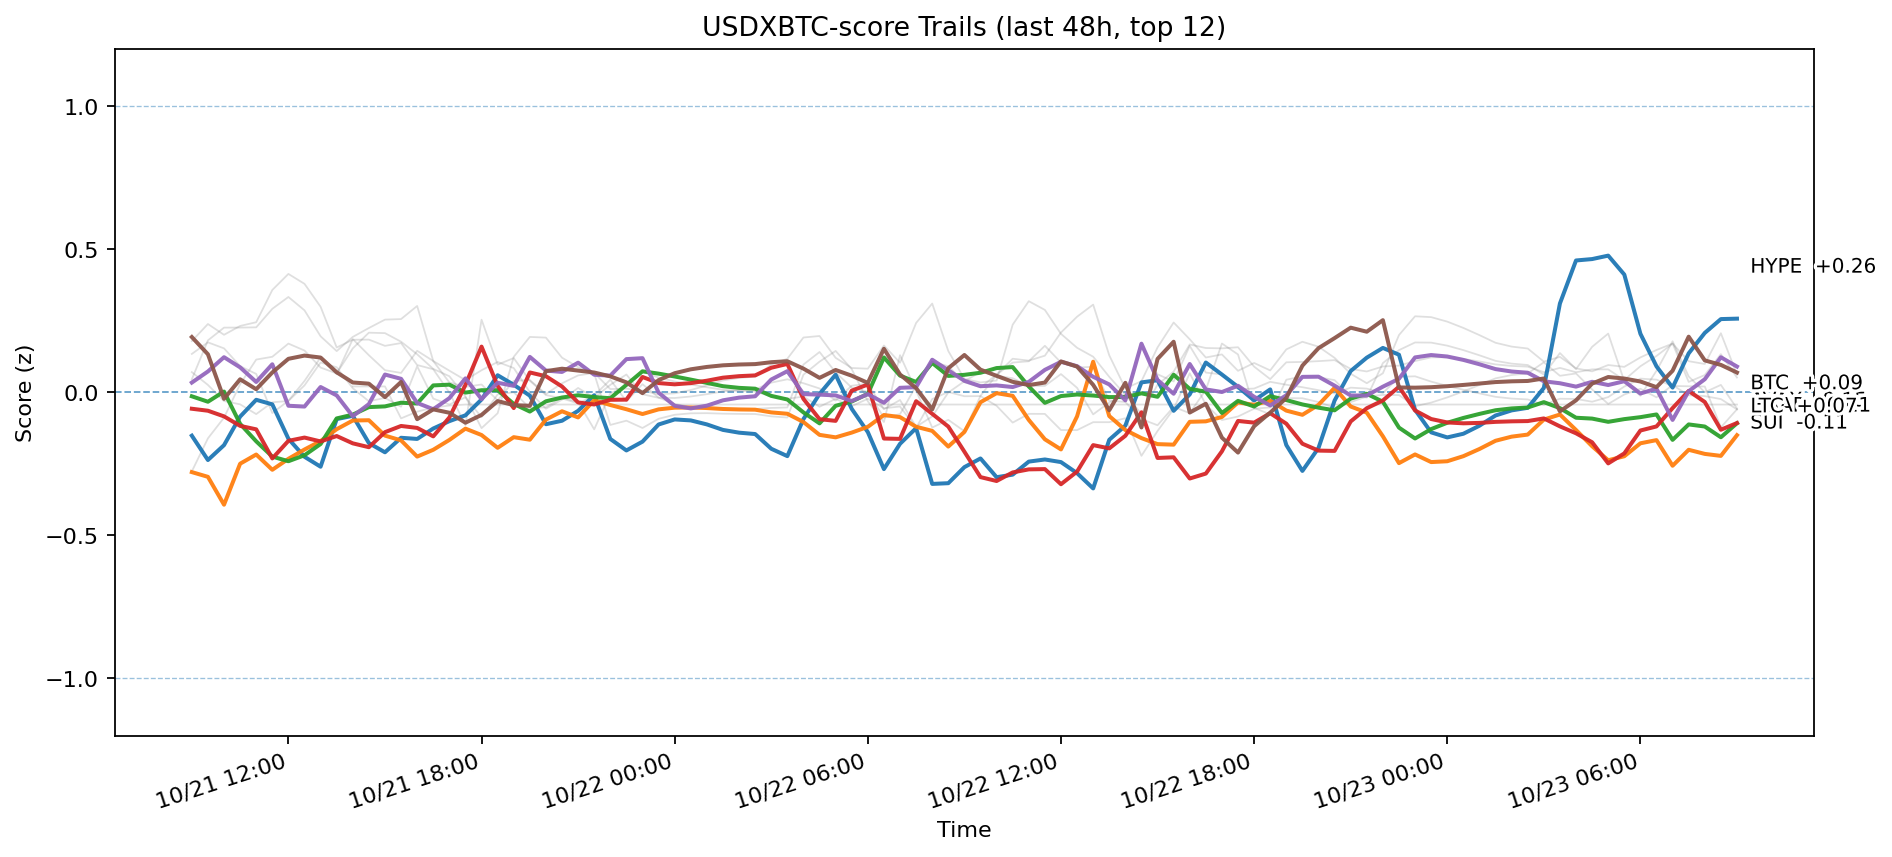 USDXBTC-score Trails (last 48h, top 12)
Score (z)
1.0
0.5
0.0
−0.5
−1.0
HYPE +0.26
BTC +0.09
LTC +0.07
SUI -0.11
10/21 12:00
10/21 18:00
10/22 00:00
10/22 06:00
10/22 12:00
10/22 18:00
10/23 00:00
10/23 06:00
Time